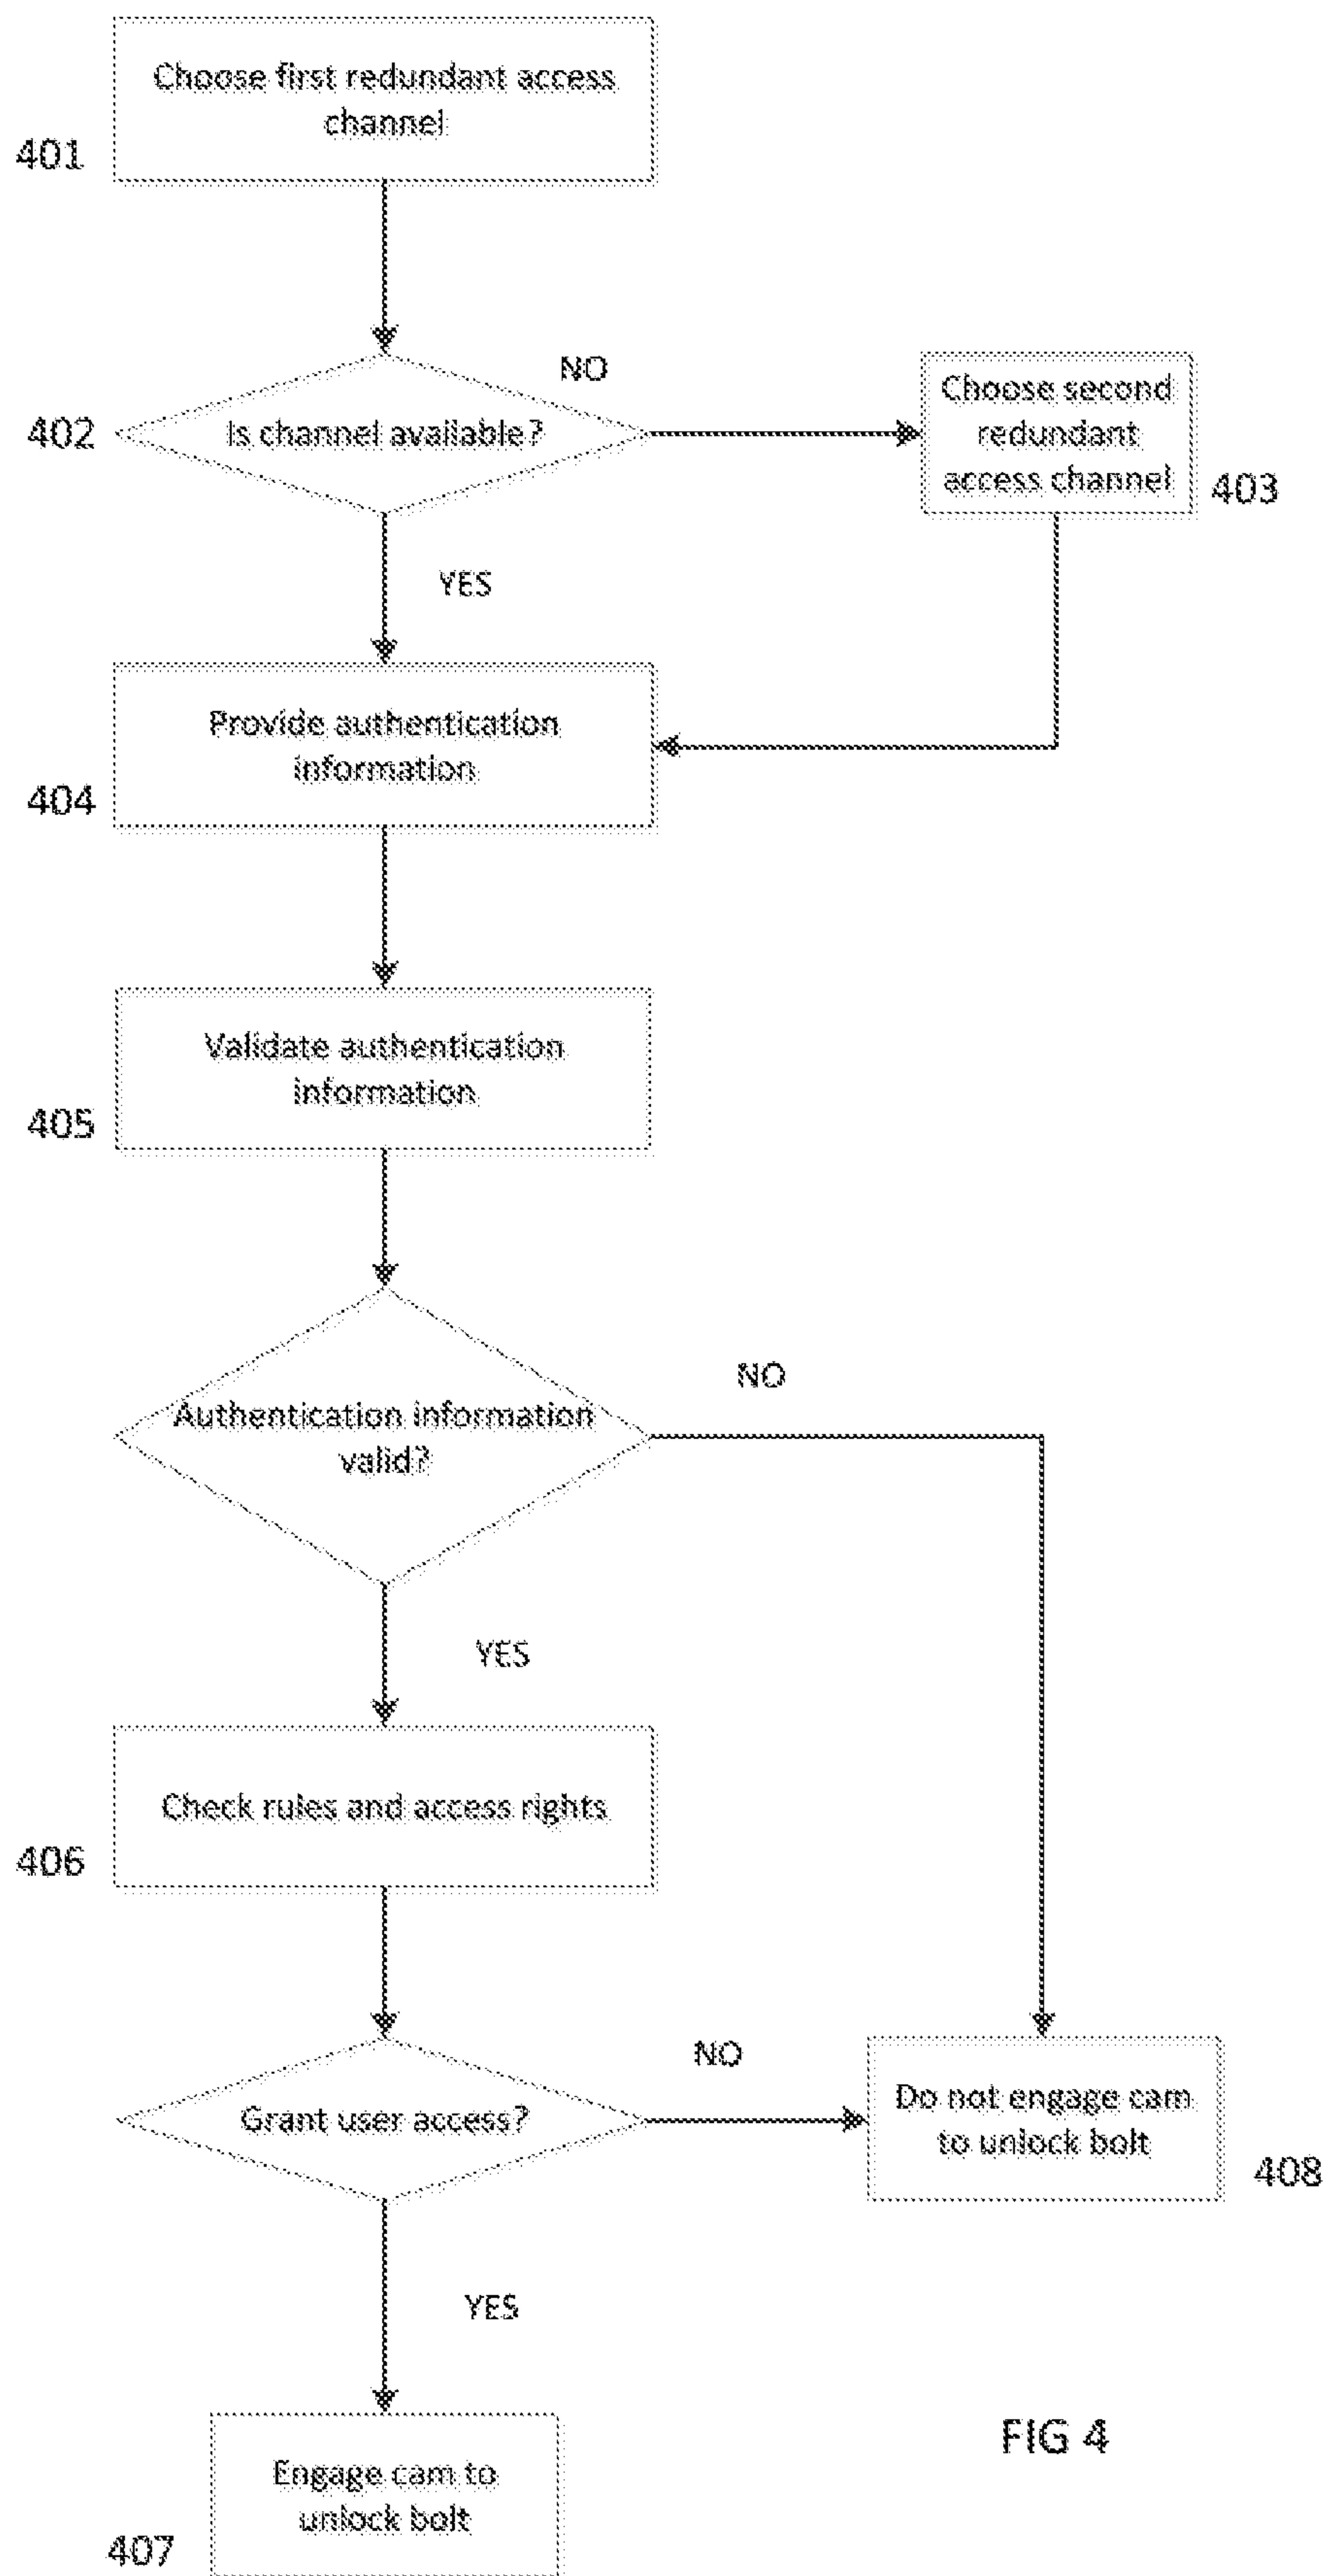 Choose first redundant access
channel
401
NO
402
Is channel available?
Choose second
redundant
access channel
403
YES
Provide authentication
information
404
Validate authentication
information
405
Authentication information
valid?
NO
YES
Check rules and access rights
406
Grant user access?
NO
Do not engage cam
to unlock bolt
408
YES
Engage cam to
unlock bolt
407
FIG 4